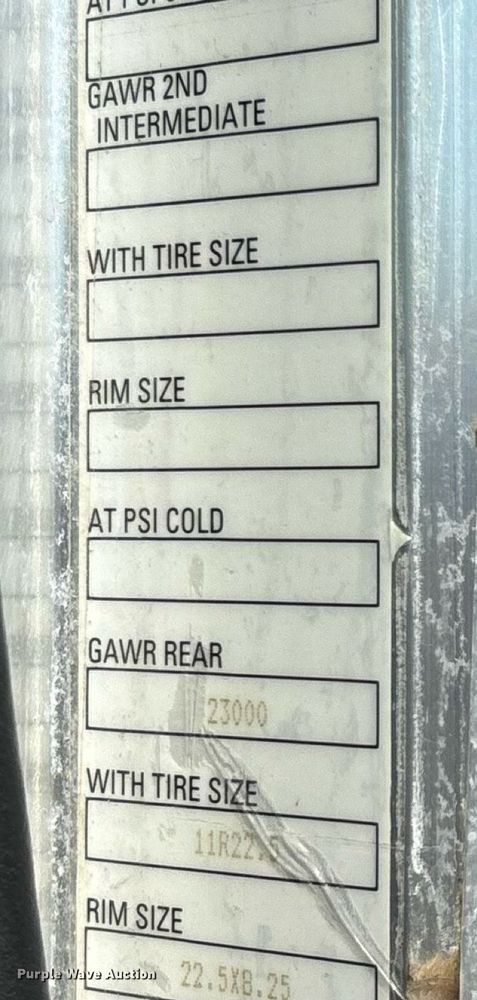 GAWR 2ND
INTERMEDIATE
WITH TIRE SIZE
RIM SIZE
AT PSI COLD
GAWR REAR
23000
WITH TIRE SIZE
11R22.5
RIM SIZE
22.5X8.25
Purple Wave Auction